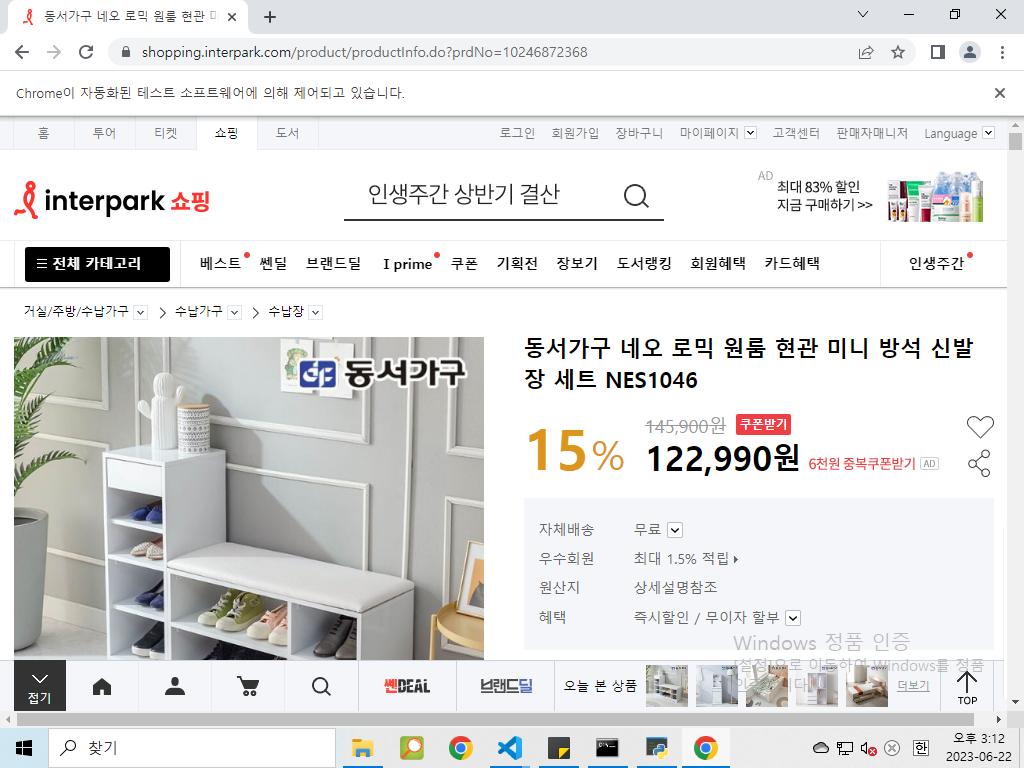 동서가구 네오 로믹 원룸 현관 미
shopping.interpark.com/product/productInfo.do?prdNo=10246872368
Chrome이 자동화된 테스트 소프트웨어에 의해 제어되고 있습니다.
홈 투어 티켓 쇼핑 도서 로그인 회원가입 장바구니 마이페이지 고객센터 판매자매니저 Language
interpark 쇼핑
인생주간 상반기 결산
AD 최대 83% 할인
지금 구매하기 >>
전체 카테고리 베스트 쎈딜 브랜드딜 I prime 쿠폰 기획전 장보기 도서랭킹 회원혜택 카드혜택 인생주간
거실/주방/수납가구 수납가구 수납장
동서가구
동서가구 네오 로믹 원룸 현관 미니 방석 신발
장 세트 NES1046
15% 145,900원 쿠폰받기
122,990원 6천원 중복쿠폰받기 AD
자체배송 무료
우수회원 최대 1.5% 적립
원산지 상세설명참조
혜택 즉시할인 / 무이자 할부
Windows 정품 인증
[설정]으로 이동하여 Windows를 정품
접기 쎈DEAL 브랜드딜 오늘 본 상품 더보기 TOP
찾기
한
오후 3:12
2023-06-22